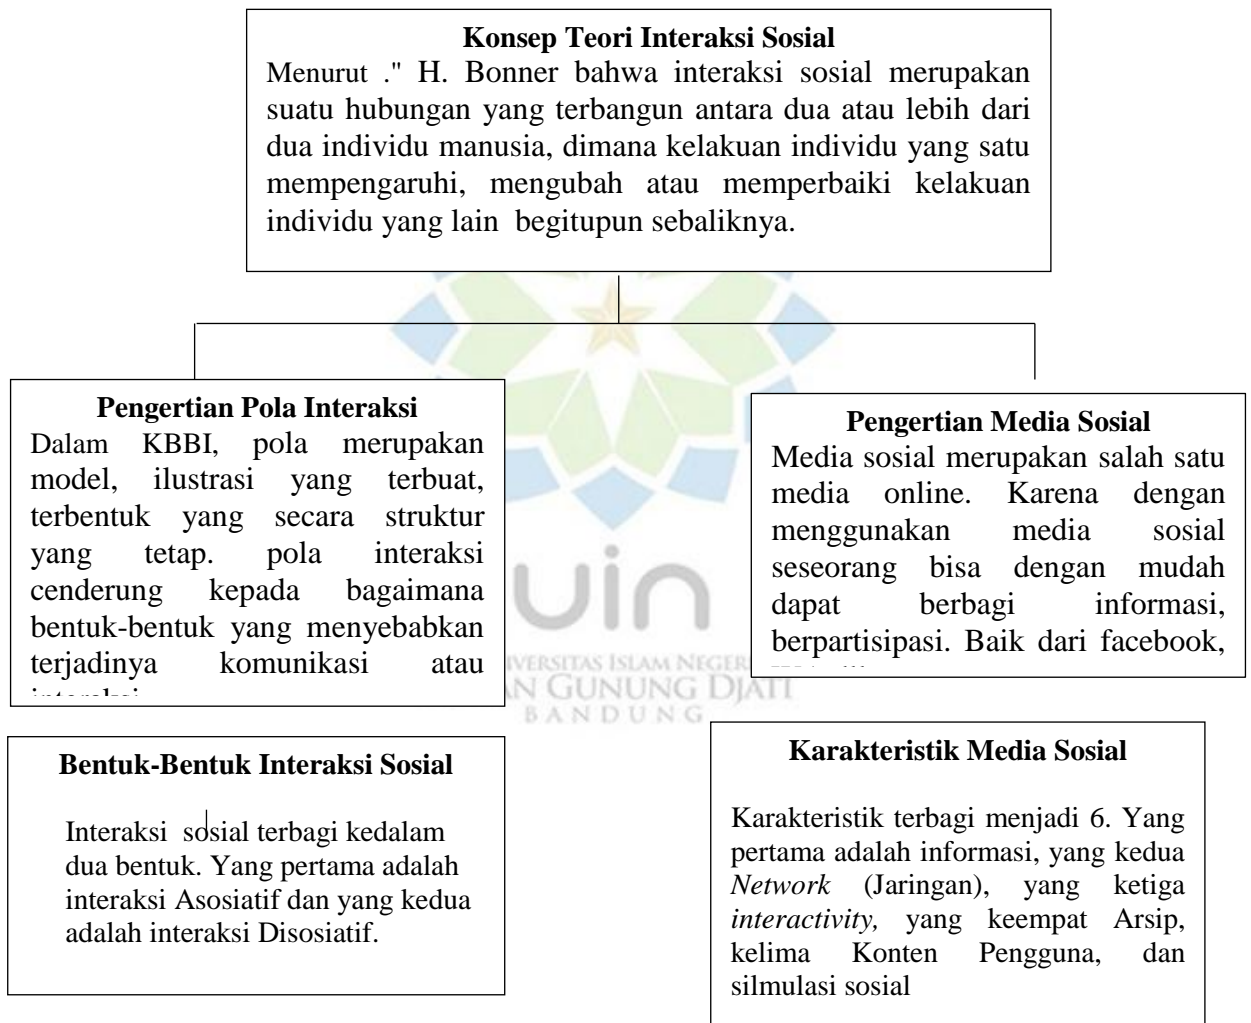 Konsep Teori Interaksi Sosial
Menurut ." H. Bonner bahwa interaksi sosial merupakan
suatu hubungan yang terbangun antara dua atau lebih dari
dua individu manusia, dimana kelakuan individu yang satu
mempengaruhi, mengubah atau memperbaiki kelakuan
individu yang lain begitupun sebaliknya.
Pengertian Pola Interaksi
Dalam KBBI, pola merupakan
model, ilustrasi yang terbuat,
terbentuk yang secara struktur
yang tetap. pola interaksi
cenderung kepada bagaimana
bentuk-bentuk yang menyebabkan
terjadinya komunikasi atau
Pengertian Media Sosial
Media sosial merupakan salah satu
media online. Karena dengan
menggunakan media sosial
seseorang bisa dengan mudah
dapat berbagi informasi,
berpartisipasi. Baik dari facebook,
uin
ISLAM
GUNUNG DJATI
BANDUNG
Bentuk-Bentuk Interaksi Sosial
Interaksi sosial terbagi kedalam
dua bentuk. Yang pertama adalah
interaksi Asosiatif dan yang kedua
adalah interaksi Disosiatif.
Karakteristik Media Sosial
Karakteristik terbagi menjadi 6. Yang
pertama adalah informasi, yang kedua
Network (Jaringan), yang ketiga
interactivity, yang keempat Arsip,
kelima Konten Pengguna, dan
silmulasi sosial